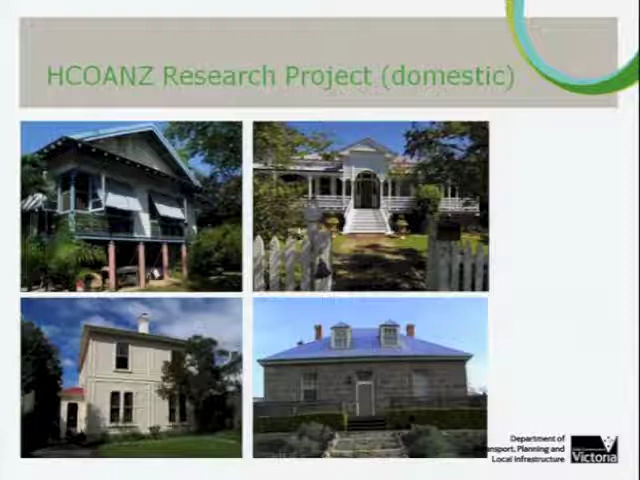 HCOANZ Research Project (domestic)
Department of
Transport, Planning and
Local Infrastructure
Victoria